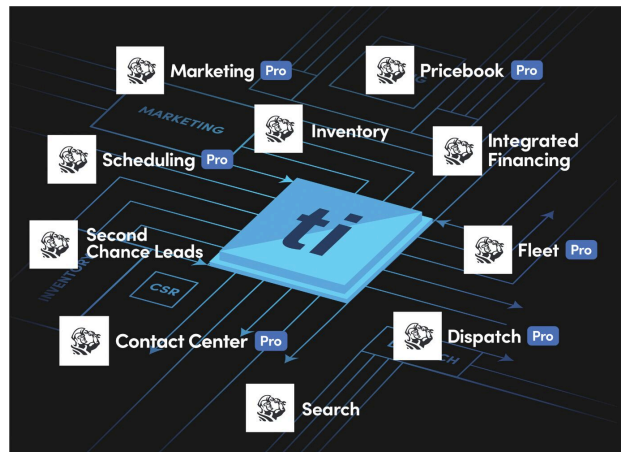 Marketing Pro
Pricebook Pro
MARKETING
Inventory
Integrated
Financing
Scheduling Pro
ti
Second
Chance Leads
Fleet Pro
INVENTORY
CSR
Contact Center Pro
Dispatch Pro
Search